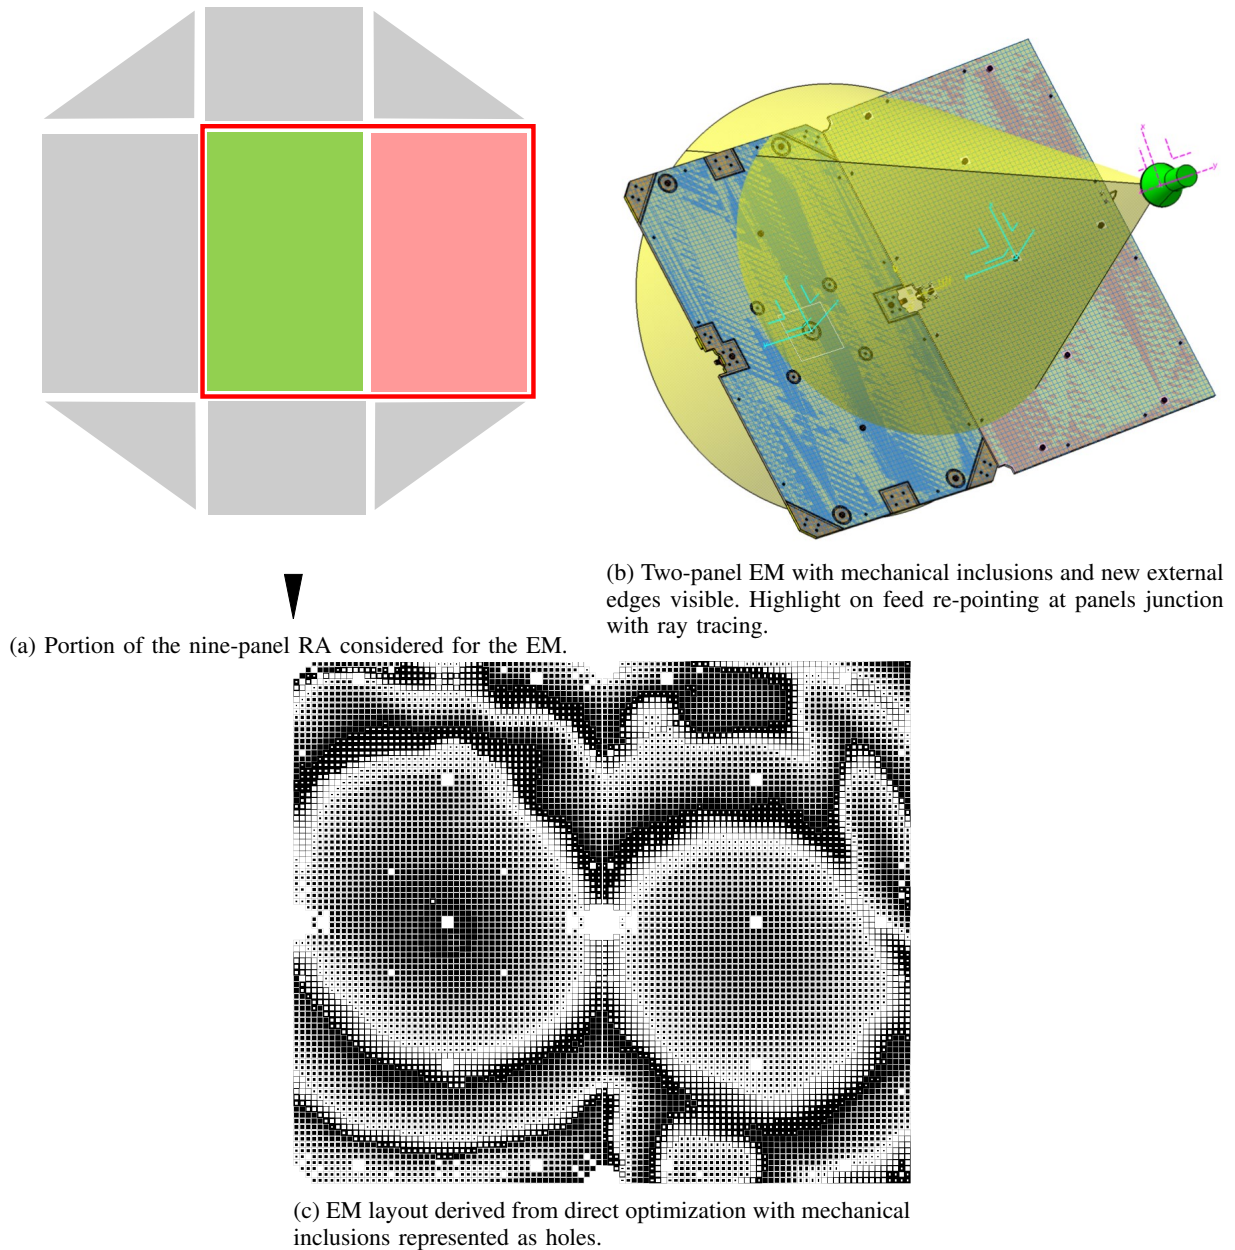 x
y
(b) Two-panel EM with mechanical inclusions and new external
edges visible. Highlight on feed re-pointing at panels junction
with ray tracing.
(a) Portion of the nine-panel RA considered for the EM.
(c) EM layout derived from direct optimization with mechanical
inclusions represented as holes.